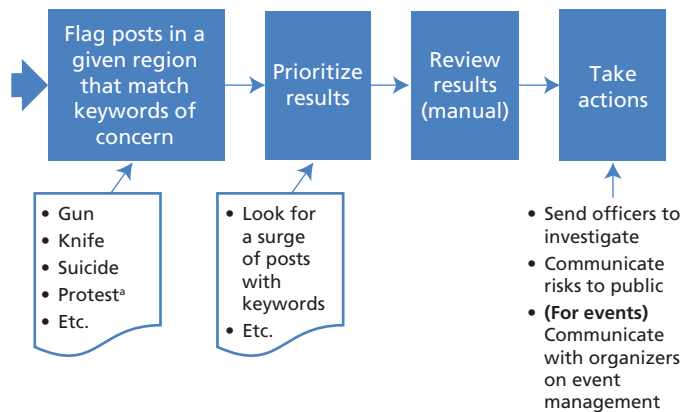 Flag posts in a
given region
that match
keywords of
concern
Prioritize
results
Review
results
(manual)
Take
actions
• Gun
• Knife
• Suicide
• Protestᵃ
• Etc.
• Look for
a surge
of posts
with
keywords
• Etc.
• Send officers to
investigate
• Communicate
risks to public
• (For events)
Communicate
with organizers
on event
management